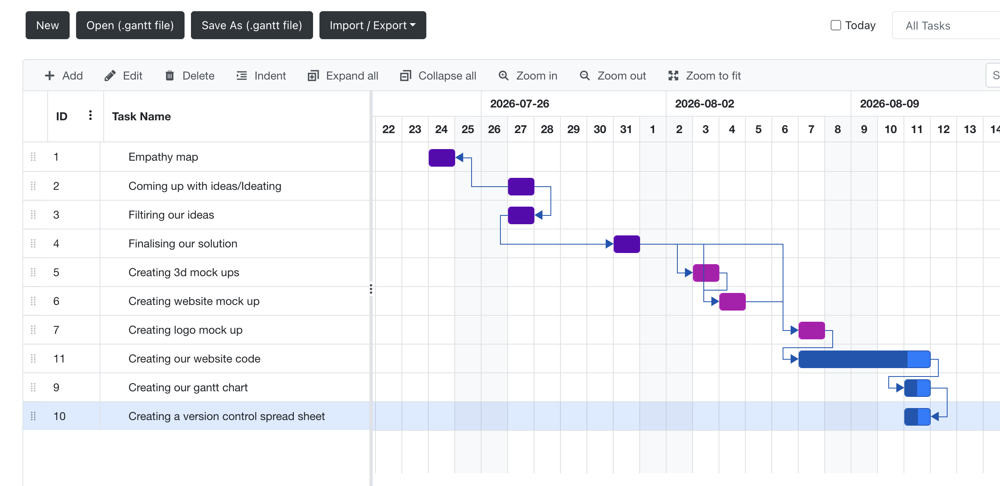 New Open (.gantt file) Save As (.gantt file) Import / Export Today All Tasks
Add Edit Delete Indent Expand all Collapse all Zoom in Zoom out Zoom to fit S
ID Task Name
2026-07-26 2026-08-02 2026-08-09
22 23 24 25 26 27 28 29 30 31 1 2 3 4 5 6 7 8 9 10 11 12 13 14
1 Empathy map
2 Coming up with ideas/Ideating
3 Filtiring our ideas
4 Finalising our solution
5 Creating 3d mock ups
6 Creating website mock up
7 Creating logo mock up
11 Creating our website code
9 Creating our gantt chart
10 Creating a version control spread sheet